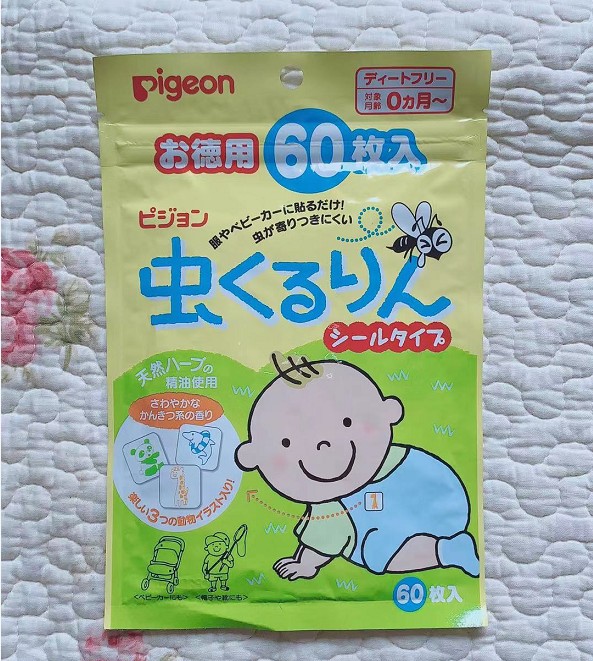 Pigeon
ディートフリー
対象月齢 0ヵ月～
お徳用 60枚入
ピジョン
服やベビーカーに貼るだけ!
虫が寄りつきにくい
虫くるりん
シールタイプ
天然ハーブの
精油使用
さわやかな
かんきつ系の香り
楽しい3つの動物イラスト入り!
<ベビーカーにも>
<帽子や靴にも>
60枚入